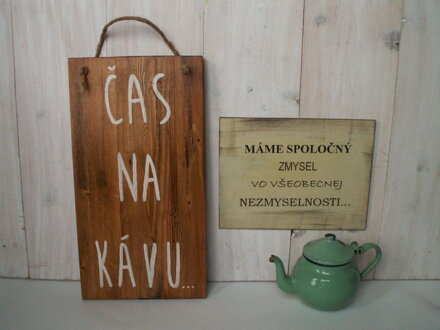 ČAS
NA
KÁVU...
MÁME SPOLOČNÝ
ZMYSEL
VO VŠEOBECNEJ
NEZMYSELNOSTI...